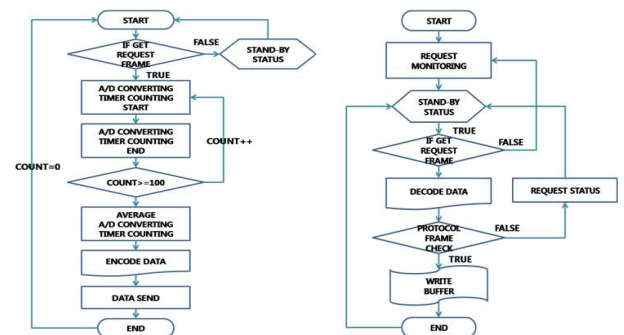 START
IF GET
REQUEST
FRAME
FALSE
STAND-BY
STATUS
TRUE
A/D CONVERTING
TIMER COUNTING
START
A/D CONVERTING
TIMER COUNTING
END
COUNT++
COUNT=0
COUNT>=100
AVERAGE
A/D CONVERTING
TIMER COUNTING
ENCODE DATA
DATA SEND
END
START
REQUEST
MONITORING
STAND-BY
STATUS
TRUE
IF GET
REQUEST
FRAME
FALSE
DECODE DATA
REQUEST STATUS
PROTOCOL
FRAME
CHECK
FALSE
TRUE
WRITE
BUFFER
END